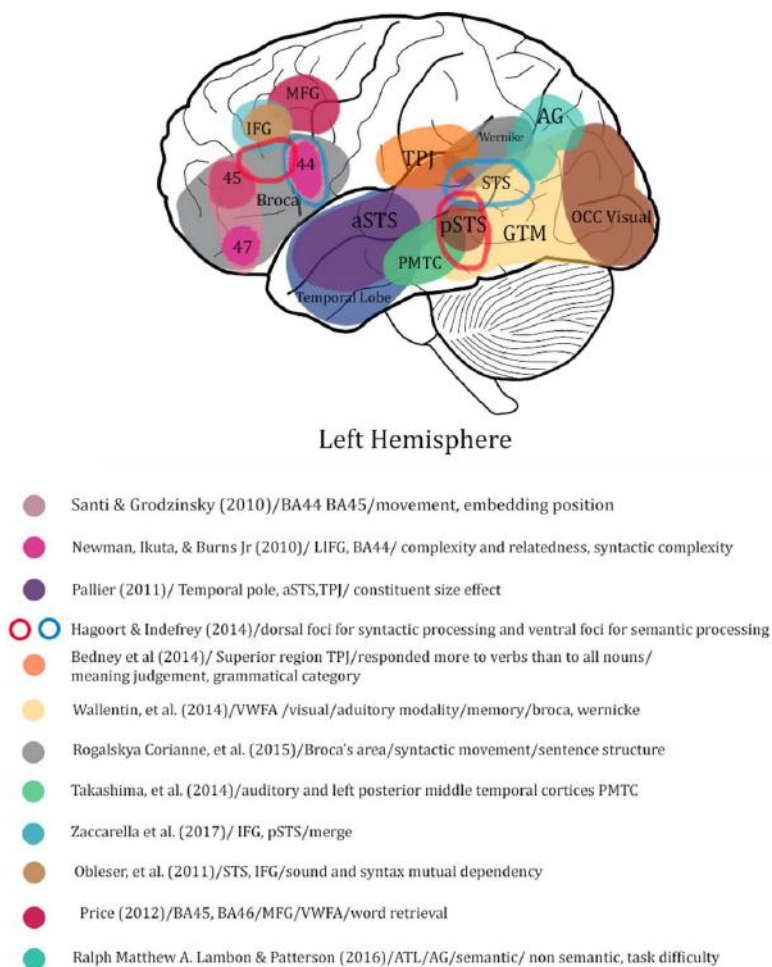 MFG
IFG
AG
Wernike
TPJ
44
45
STS
Broca
aSTS
pSTS
OCC Visual
GTM
47
PMTC
Temporal Lobe
Left Hemisphere
Santi & Grodzinsky (2010)/BA44 BA45/movement, embedding position
Newman, Ikuta, & Burns Jr (2010)/ LIFG, BA44/ complexity and relatedness, syntactic complexity
Pallier (2011)/ Temporal pole, aSTS,TPJ/ constituent size effect
Hagoort & Indefrey (2014)/dorsal foci for syntactic processing and ventral foci for semantic processing
Bedney et al (2014)/ Superior region TPJ/responded more to verbs than to all nouns/
meaning judgement, grammatical category
Wallentin, et al. (2014)/VWFA /visual/aduitory modality/memory/broca, wernicke
Rogalskya Corianne, et al. (2015)/Broca's area/syntactic movement/sentence structure
Takashima, et al. (2014)/auditory and left posterior middle temporal cortices PMTC
Zaccarella et al. (2017)/ IFG, pSTS/merge
Obleser, et al. (2011)/STS, IFG/sound and syntax mutual dependency
Price (2012)/BA45, BA46/MFG/VWFA/word retrieval
Ralph Matthew A. Lambon & Patterson (2016)/ATL/AG/semantic/ non semantic, task difficulty